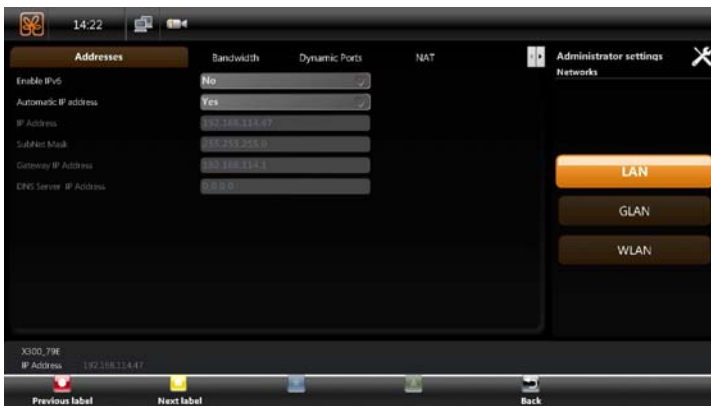 14:22
Addresses Bandwidth Dynamic Ports NAT
Administrator settings
Networks
Enable IPv6 No
Automatic IP address Yes
IP Address 192.168.114.47
SubNet Mask 255.255.255.0
Gateway IP Address 192.168.114.1
DNS Server IP Address 0.0.0.0
LAN
GLAN
WLAN
X300_79E
IP Address 192.168.114.47
Previous label Next label Back